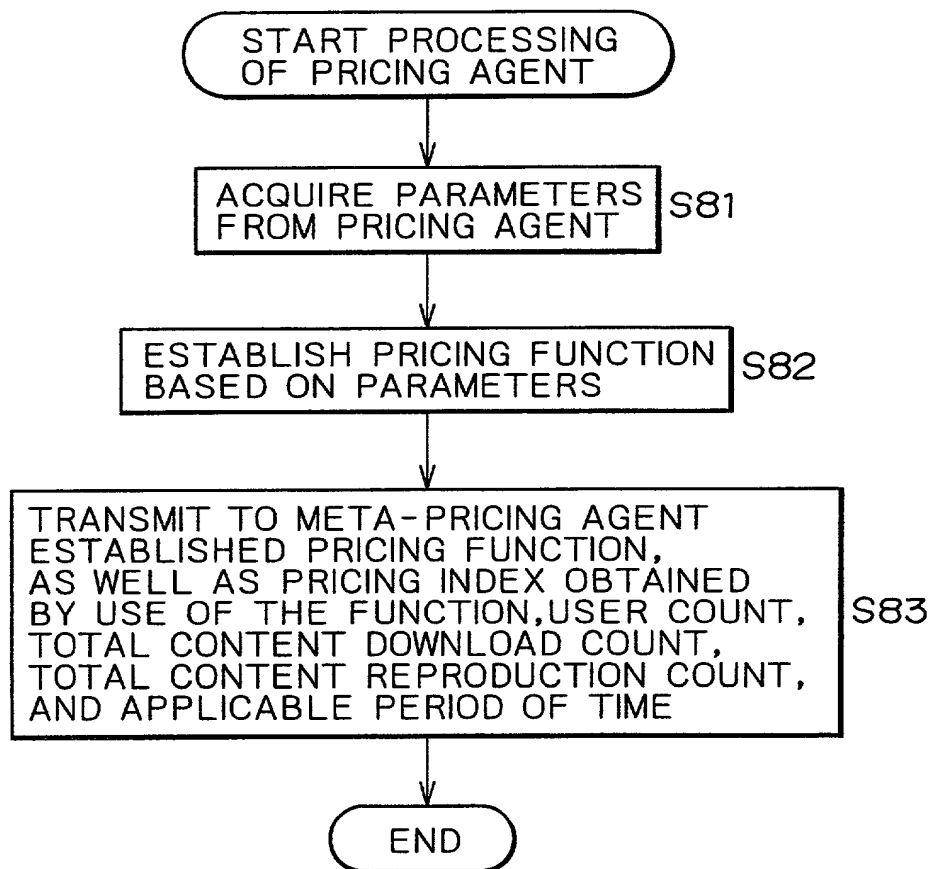 START PROCESSING
OF PRICING AGENT
ACQUIRE PARAMETERS
FROM PRICING AGENT
S81
ESTABLISH PRICING FUNCTION
BASED ON PARAMETERS
S82
TRANSMIT TO META-PRICING AGENT
ESTABLISHED PRICING FUNCTION,
AS WELL AS PRICING INDEX OBTAINED
BY USE OF THE FUNCTION,USER COUNT,
TOTAL CONTENT DOWNLOAD COUNT,
TOTAL CONTENT REPRODUCTION COUNT,
AND APPLICABLE PERIOD OF TIME
S83
END